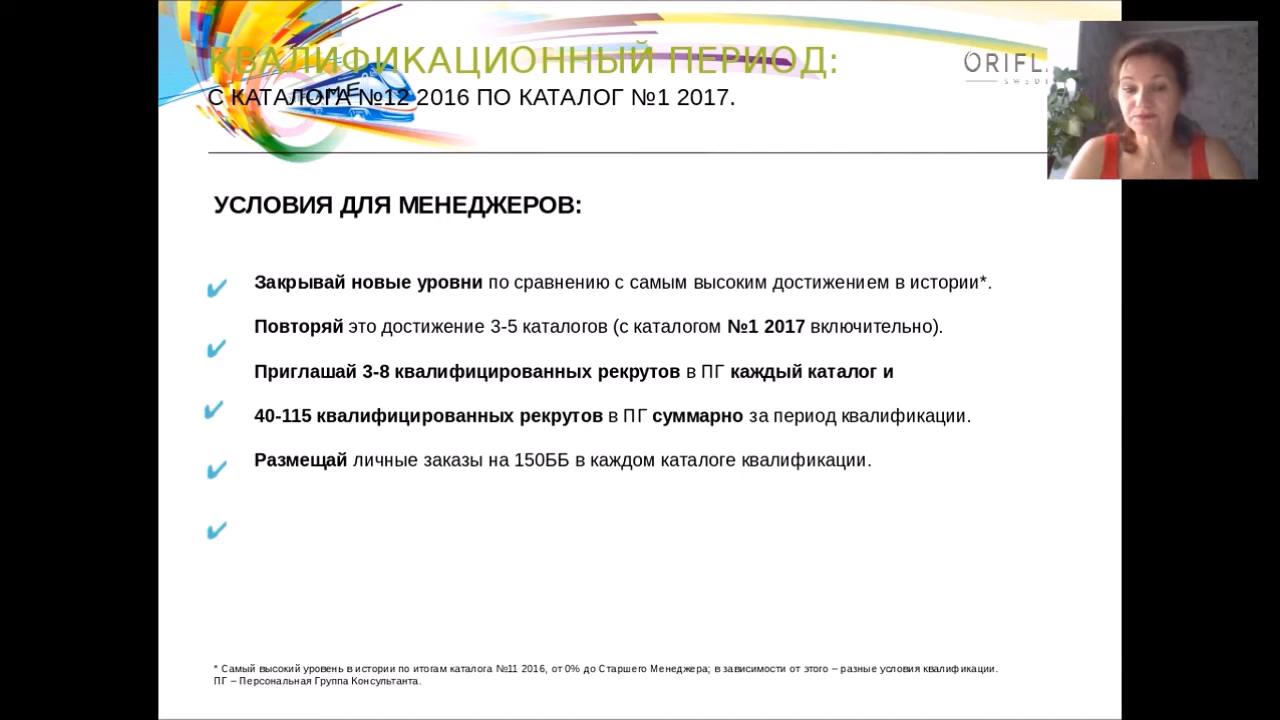 КВАЛИФИКАЦИОННЫЙ ПЕРИОД:
ORIFL
SWEDE
С КАТАЛОГА №12 2016 ПО КАТАЛОГ №1 2017.
УСЛОВИЯ ДЛЯ МЕНЕДЖЕРОВ:
Закрывай новые уровни по сравнению с самым высоким достижением в истории*.
Повторяй это достижение 3-5 каталогов (с каталогом №1 2017 включительно).
Приглашай 3-8 квалифицированных рекрутов в ПГ каждый каталог и
40-115 квалифицированных рекрутов в ПГ суммарно за период квалификации.
Размещай личные заказы на 150ББ в каждом каталоге квалификации.
* Самый высокий уровень в истории по итогам каталога №11 2016, от 0% до Старшего Менеджера; в зависимости от этого – разные условия квалификации.
ПГ – Персональная Группа Консультанта.